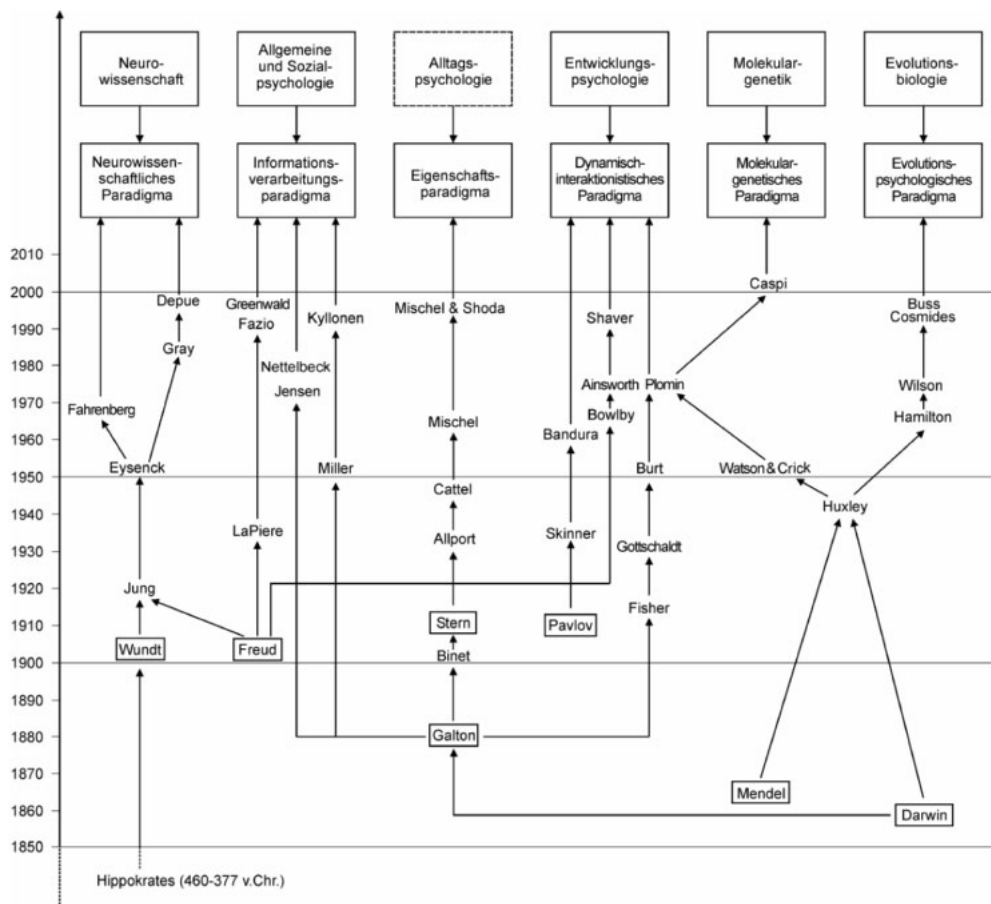 Neuro-
wissenschaft
Allgemeine
und Sozial-
psychologie
Alltags-
psychologie
Entwicklungs-
psychologie
Molekular-
genetik
Evolutions-
biologie
Neurowissen-
schaftliches
Paradigma
Informations-
verarbeitungs-
paradigma
Eigenschafts-
paradigma
Dynamisch-
interaktionistisches
Paradigma
Molekular-
genetisches
Paradigma
Evolutions-
psychologisches
Paradigma
2010
2000
1990
1980
1970
1960
1950
1940
1930
1920
1910
1900
1890
1880
1870
1860
1850
Depue
Gray
Fahrenberg
Eysenck
Jung
Wundt
Hippokrates (460-377 v.Chr.)
Greenwald
Fazio
Kyllonen
Nettelbeck
Jensen
Miller
LaPiere
Freud
Mischel & Shoda
Mischel
Cattel
Allport
Stern
Binet
Galton
Shaver
Ainsworth
Bowlby
Bandura
Skinner
Pavlov
Plomin
Burt
Gottschaldt
Fisher
Caspi
Watson & Crick
Huxley
Mendel
Buss
Cosmides
Wilson
Hamilton
Darwin